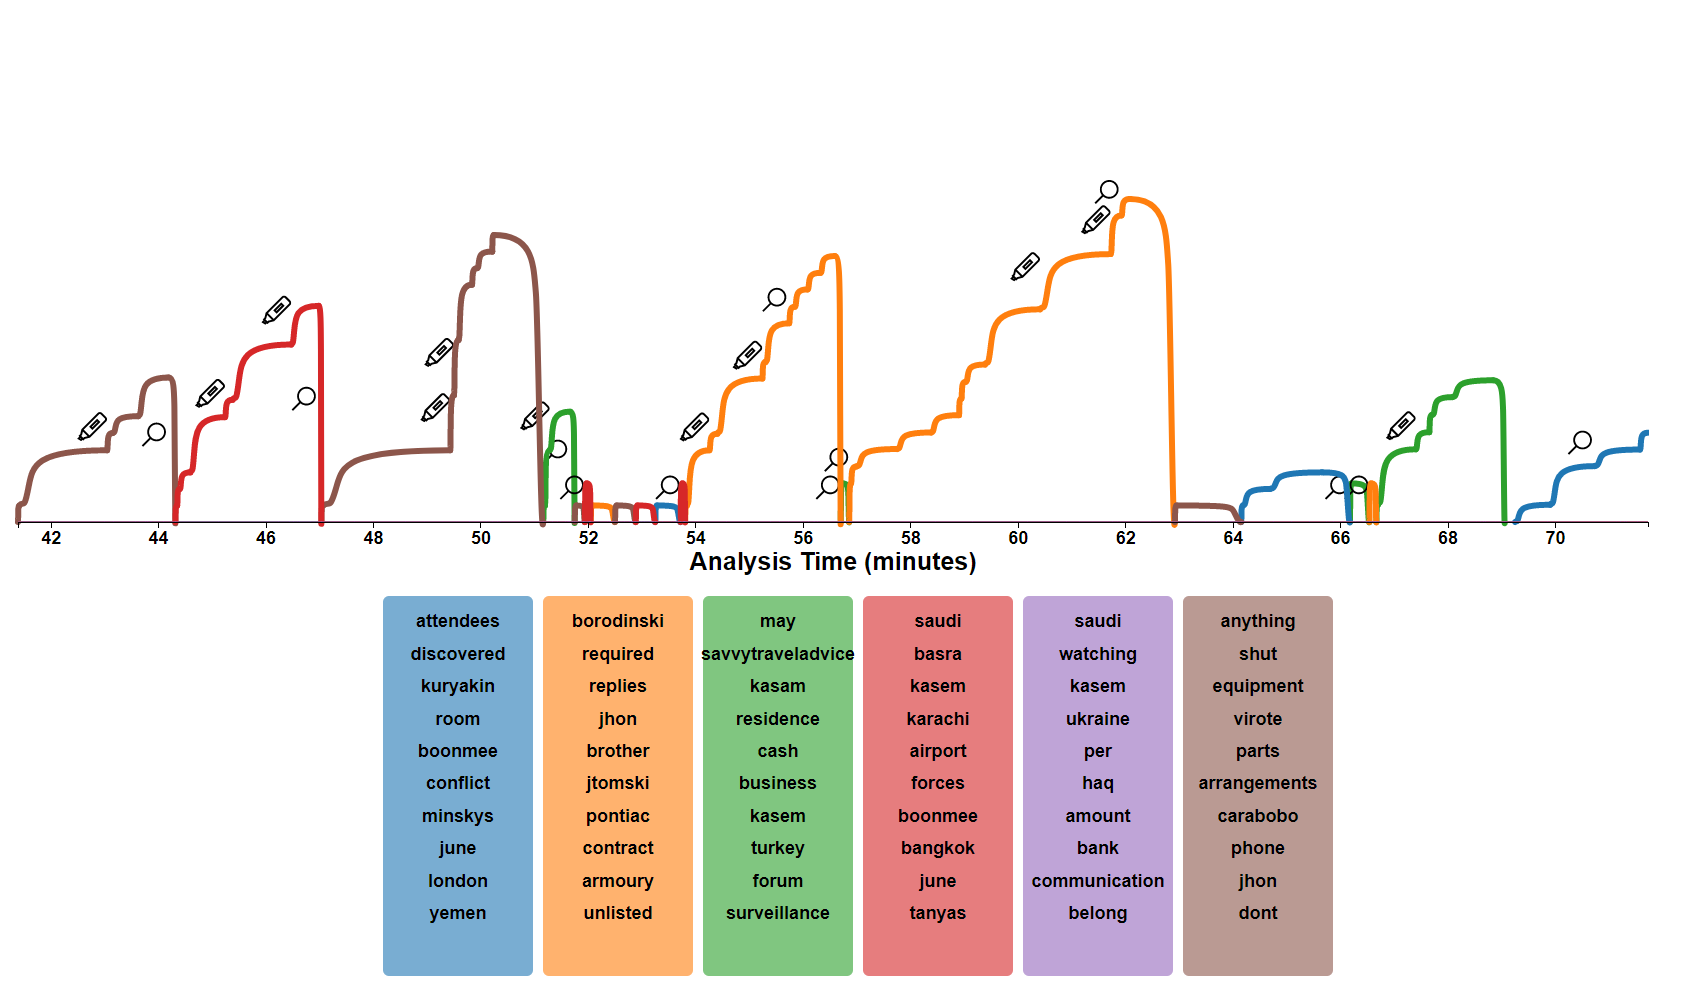 42 44 46 48 50 52 54 56 58 60 62 64 66 68 70
Analysis Time (minutes)
attendees
discovered
kuryakin
room
boonmee
conflict
minskys
june
london
yemen
borodinski
required
replies
jhon
brother
jtomski
pontiac
contract
armoury
unlisted
may
savvytraveladvice
kasam
residence
cash
business
kasem
turkey
forum
surveillance
saudi
basra
kasem
karachi
airport
forces
boonmee
bangkok
june
tanyas
saudi
watching
kasem
ukraine
per
haq
amount
bank
communication
belong
anything
shut
equipment
virote
parts
arrangements
carabobo
phone
jhon
dont